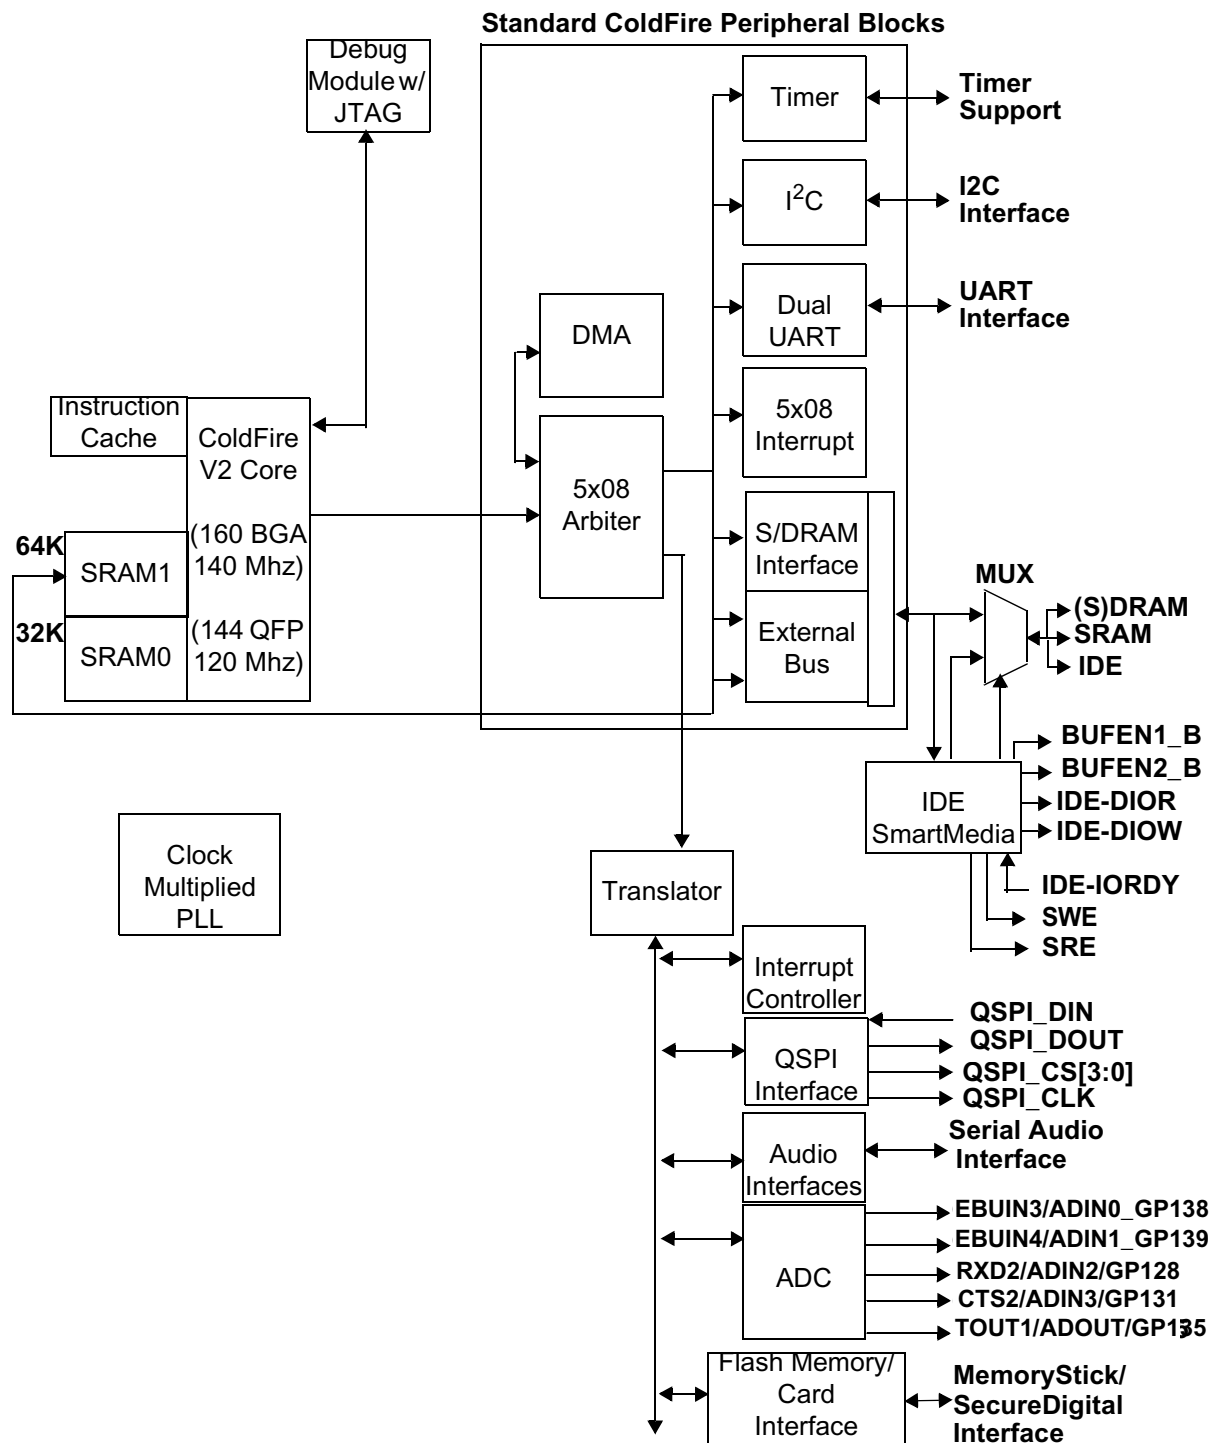 Standard ColdFire Peripheral Blocks
Debug
Module w/
JTAG
Timer
Timer
Support
I2C
I2C
Interface
Dual
UART
UART
Interface
DMA
5x08
Interrupt
Instruction
Cache
ColdFire
V2 Core
(160 BGA
140 Mhz)
(144 QFP
120 Mhz)
64K
SRAM1
32K
SRAM0
5x08
Arbiter
S/DRAM
Interface
External
Bus
MUX
(S)DRAM
SRAM
IDE
BUFEN1_B
BUFEN2_B
IDE-DIOR
IDE-DIOW
IDE
SmartMedia
IDE-IORDY
SWE
SRE
Clock
Multiplied
PLL
Translator
Interrupt
Controller
QSPI
Interface
QSPI_DIN
QSPI_DOUT
QSPI_CS[3:0]
QSPI_CLK
Audio
Interfaces
Serial Audio
Interface
ADC
EBUIN3/ADIN0_GP138
EBUIN4/ADIN1_GP139
RXD2/ADIN2/GP128
CTS2/ADIN3/GP131
TOUT1/ADOUT/GP135
Flash Memory/
Card
Interface
MemoryStick/
SecureDigital
Interface